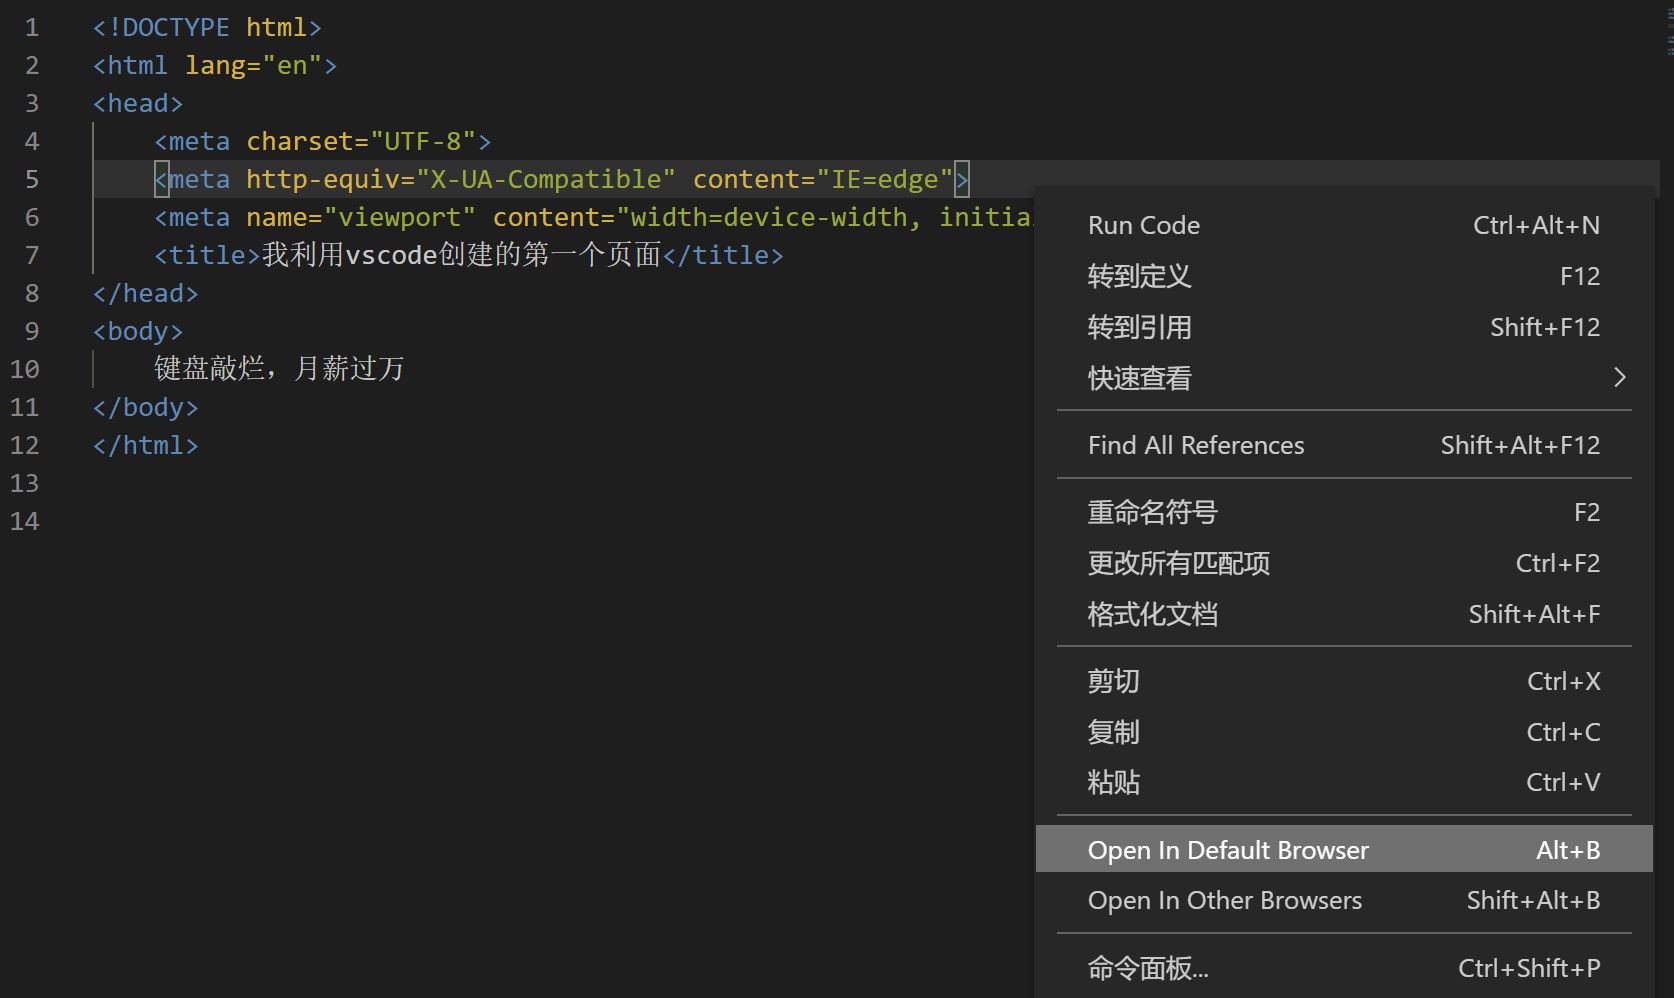 1 <!DOCTYPE html>
2 <html lang="en">
3 <head>
4 <meta charset="UTF-8">
5 <meta http-equiv="X-UA-Compatible" content="IE=edge">
6 <meta name="viewport" content="width=device-width, initia
7 <title>我利用vscode创建的第一个页面</title>
8 </head>
9 <body>
10 键盘敲烂，月薪过万
11 </body>
12 </html>
13
14
Run Code Ctrl+Alt+N
转到定义 F12
转到引用 Shift+F12
快速查看
Find All References Shift+Alt+F12
重命名符号 F2
更改所有匹配项 Ctrl+F2
格式化文档 Shift+Alt+F
剪切 Ctrl+X
复制 Ctrl+C
粘贴 Ctrl+V
Open In Default Browser Alt+B
Open In Other Browsers Shift+Alt+B
命令面板... Ctrl+Shift+P